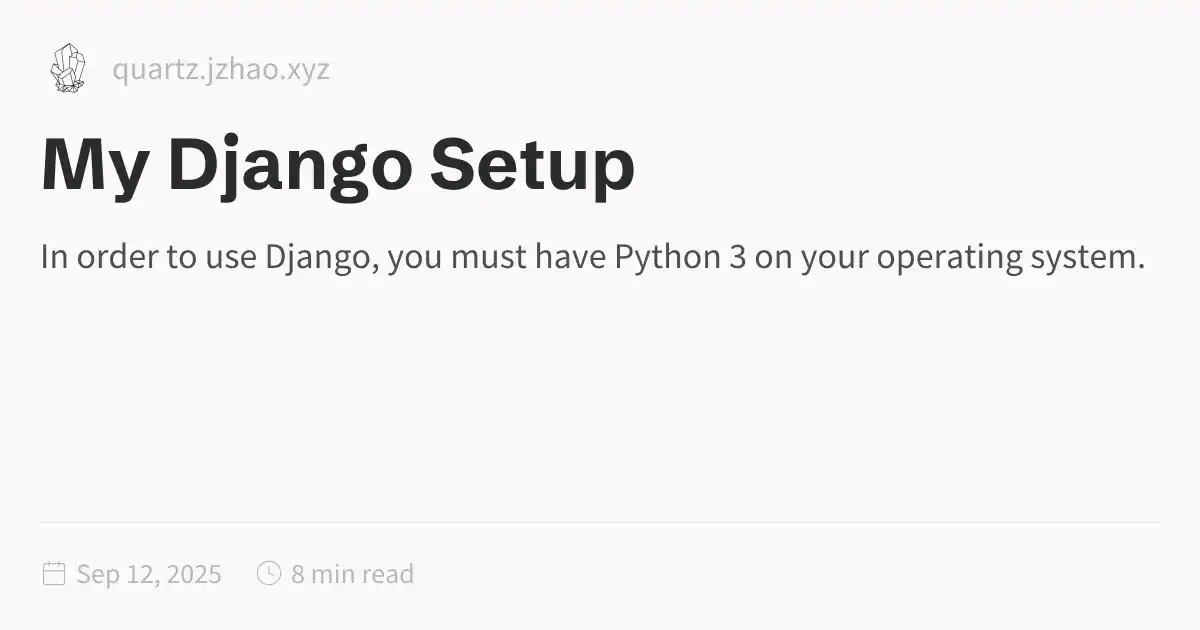 quartz.jzhao.xyz
My Django Setup
In order to use Django, you must have Python 3 on your operating system.
Sep 12, 2025 8 min read